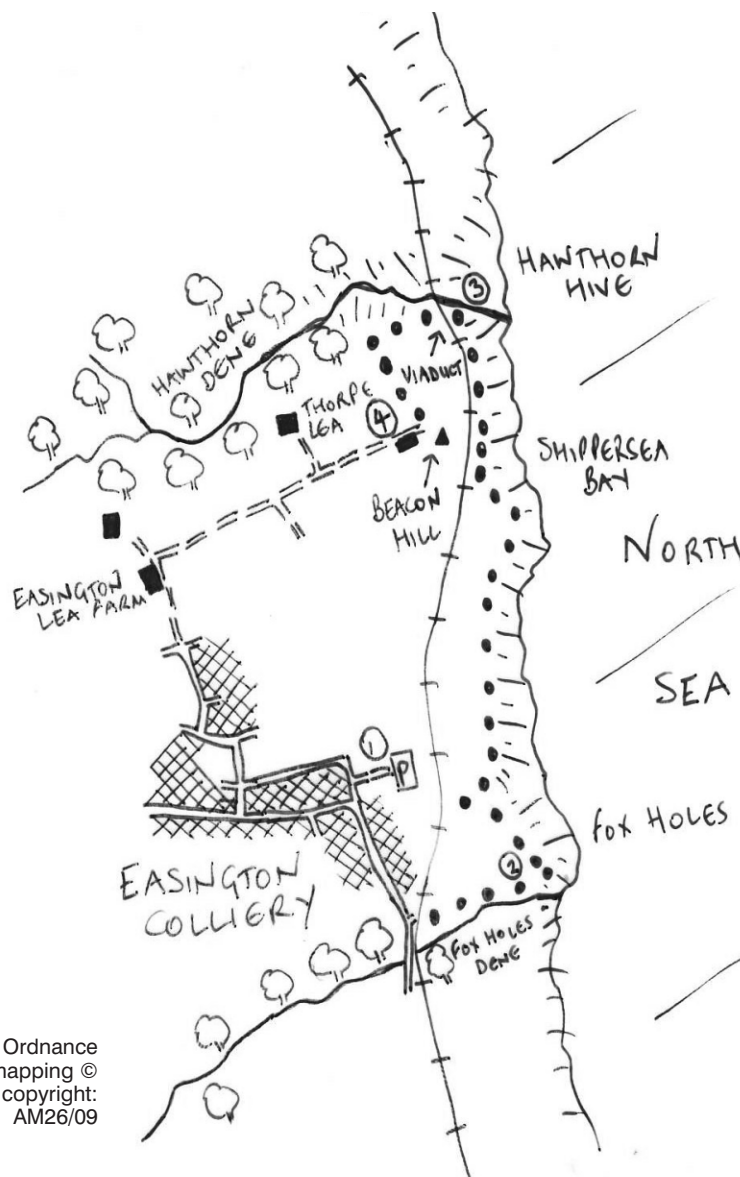 HAWTHORN
HIVE
3
HAWTHORN
DENE
VIADUCT
THORPE
LEA
4
SHIPPERSEA
BAY
BEACON
HILL
NORTH
SEA
EASINGTON
LEA FARM
1
P
FOX HOLES
2
EASINGTON
COLLIERY
FOX HOLES
DENE
Ordnance
mapping ©
copyright:
AM26/09